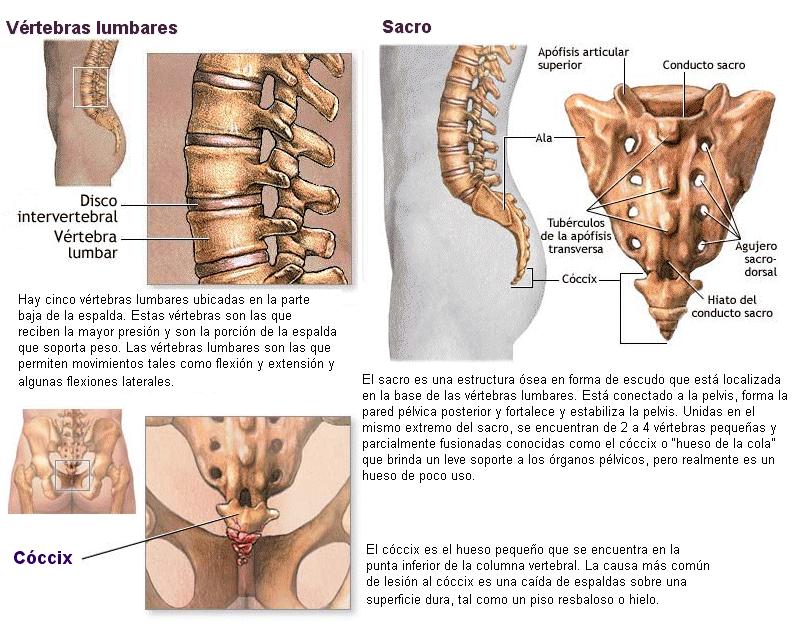 Vértebras lumbares
Disco
intervertebral
Vértebra
lumbar
Hay cinco vértebras lumbares ubicadas en la parte
baja de la espalda. Estas vértebras son las que
reciben la mayor presión y son la porción de la espalda
que soporta peso. Las vértebras lumbares son las que
permiten movimientos tales como flexión y extensión y
algunas flexiones laterales.
Sacro
Apófisis articular
superior
Conducto sacro
Ala
Tubérculos
de la apófisis
transversa
Agujero
sacro-
dorsal
Cóccix
Hiato del
conducto sacro
El sacro es una estructura ósea en forma de escudo que está localizada
en la base de las vértebras lumbares. Está conectado a la pelvis, forma la
pared pélvica posterior y fortalece y estabiliza la pelvis. Unidas en el
mismo extremo del sacro, se encuentran de 2 a 4 vértebras pequeñas y
parcialmente fusionadas conocidas como el cóccix o "hueso de la cola"
que brinda un leve soporte a los órganos pélvicos, pero realmente es un
hueso de poco uso.
Cóccix
El cóccix es el hueso pequeño que se encuentra en la
punta inferior de la columna vertebral. La causa más común
de lesión al cóccix es una caída de espaldas sobre una
superficie dura, tal como un piso resbaloso o hielo.